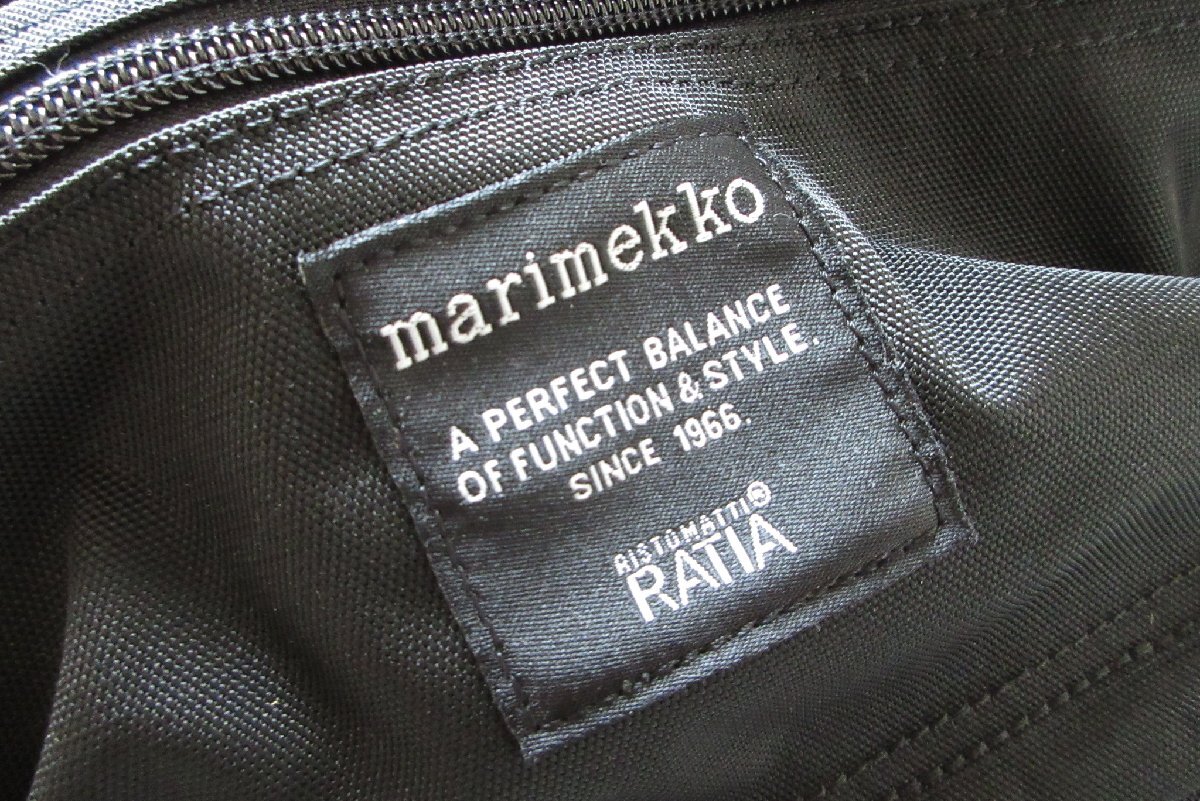 marimekko
A PERFECT BALANCE
OF FUNCTION & STYLE.
SINCE 1966.
RISTOMATTI®
RATIA